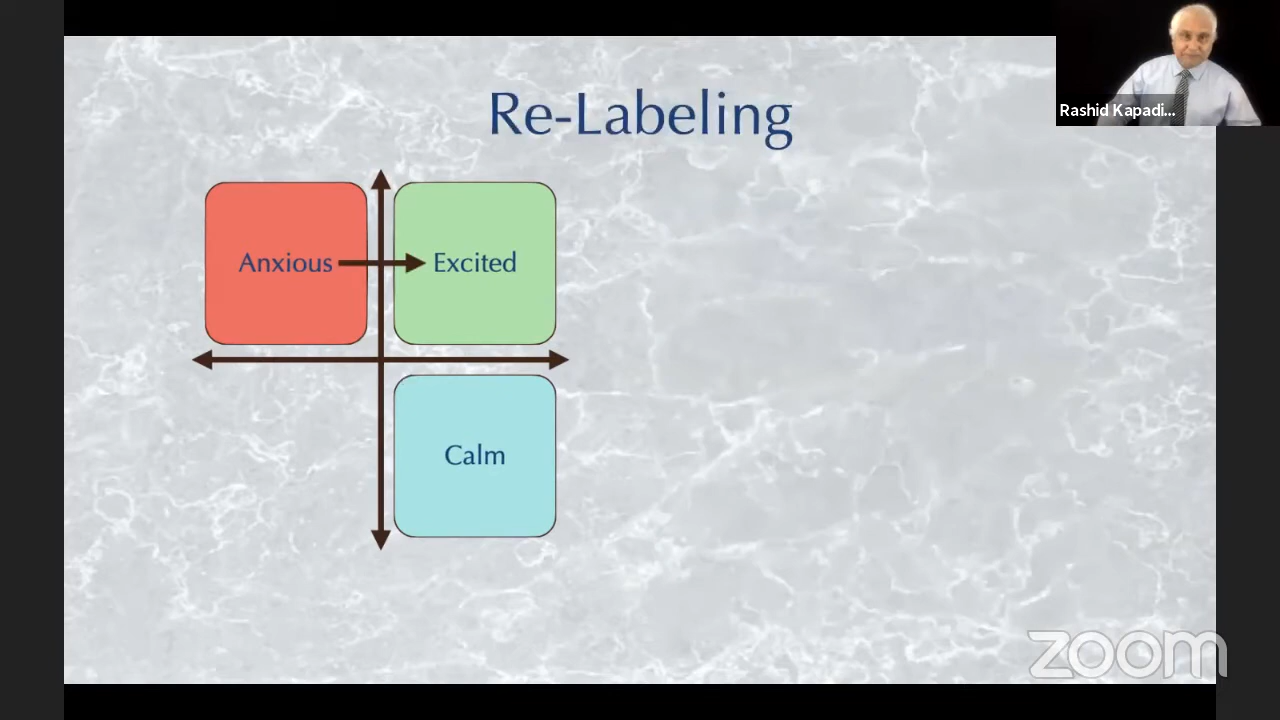 Rashid Kapadi...
Re-Labeling
Anxious
Excited
Calm
zoom